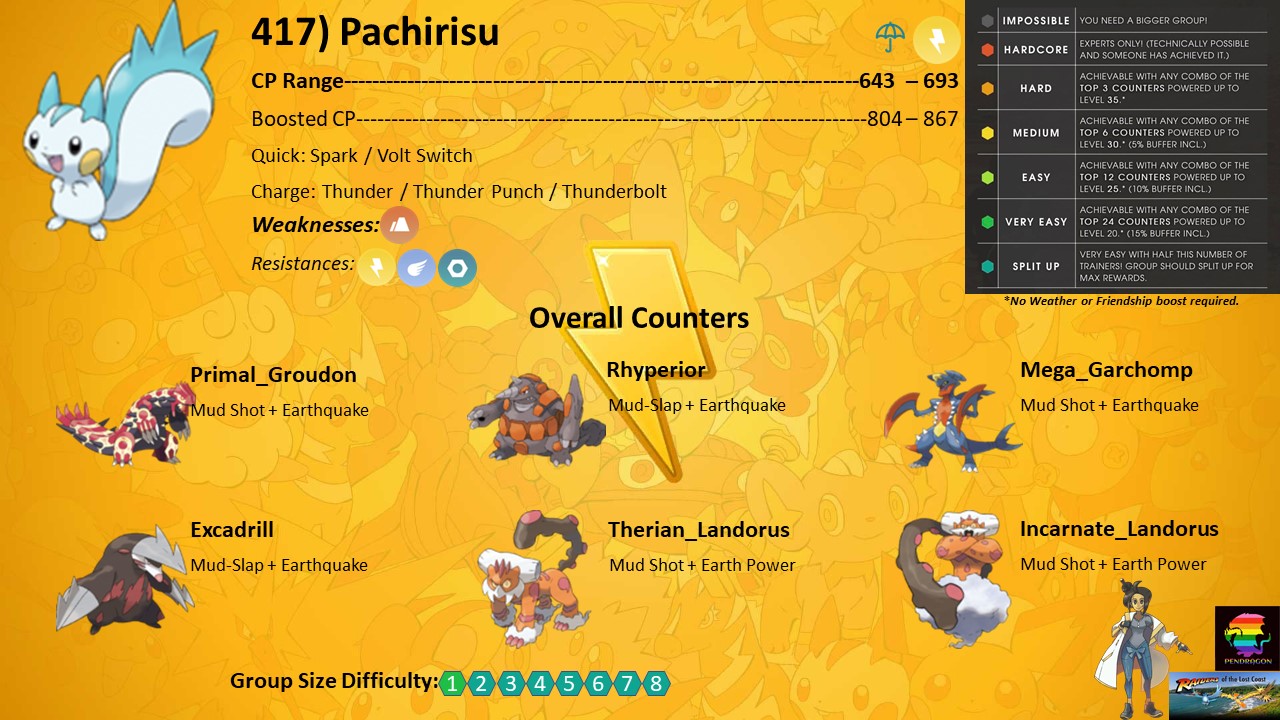 417) Pachirisu
CP Range--------------------------------------------------------------------------643 – 693
Boosted CP-------------------------------------------------------------------------804 – 867
Quick: Spark / Volt Switch
Charge: Thunder / Thunder Punch / Thunderbolt
Weaknesses:
Resistances:
IMPOSSIBLE YOU NEED A BIGGER GROUP!
HARDCORE EXPERTS ONLY! (TECHNICALLY POSSIBLE
AND SOMEONE HAS ACHIEVED IT.)
HARD ACHIEVABLE WITH ANY COMBO OF THE
TOP 3 COUNTERS POWERED UP TO
LEVEL 35.*
MEDIUM ACHIEVABLE WITH ANY COMBO OF THE
TOP 6 COUNTERS POWERED UP TO
LEVEL 30.* (5% BUFFER INCL.)
EASY ACHIEVABLE WITH ANY COMBO OF THE
TOP 12 COUNTERS POWERED UP TO
LEVEL 25.* (10% BUFFER INCL.)
VERY EASY ACHIEVABLE WITH ANY COMBO OF THE
TOP 24 COUNTERS POWERED UP TO
LEVEL 20.* (15% BUFFER INCL.)
SPLIT UP VERY EASY WITH HALF THIS NUMBER OF
TRAINERS! GROUP SHOULD SPLIT UP FOR
MAX REWARDS.
*No Weather or Friendship boost required.
Overall Counters
Primal_Groudon
Mud Shot + Earthquake
Rhyperior
Mud-Slap + Earthquake
Mega_Garchomp
Mud Shot + Earthquake
Excadrill
Mud-Slap + Earthquake
Therian_Landorus
Mud Shot + Earth Power
Incarnate_Landorus
Mud Shot + Earth Power
Group Size Difficulty: 1 2 3 4 5 6 7 8
PENDRAGON
RAIDERS of the Lost Coast